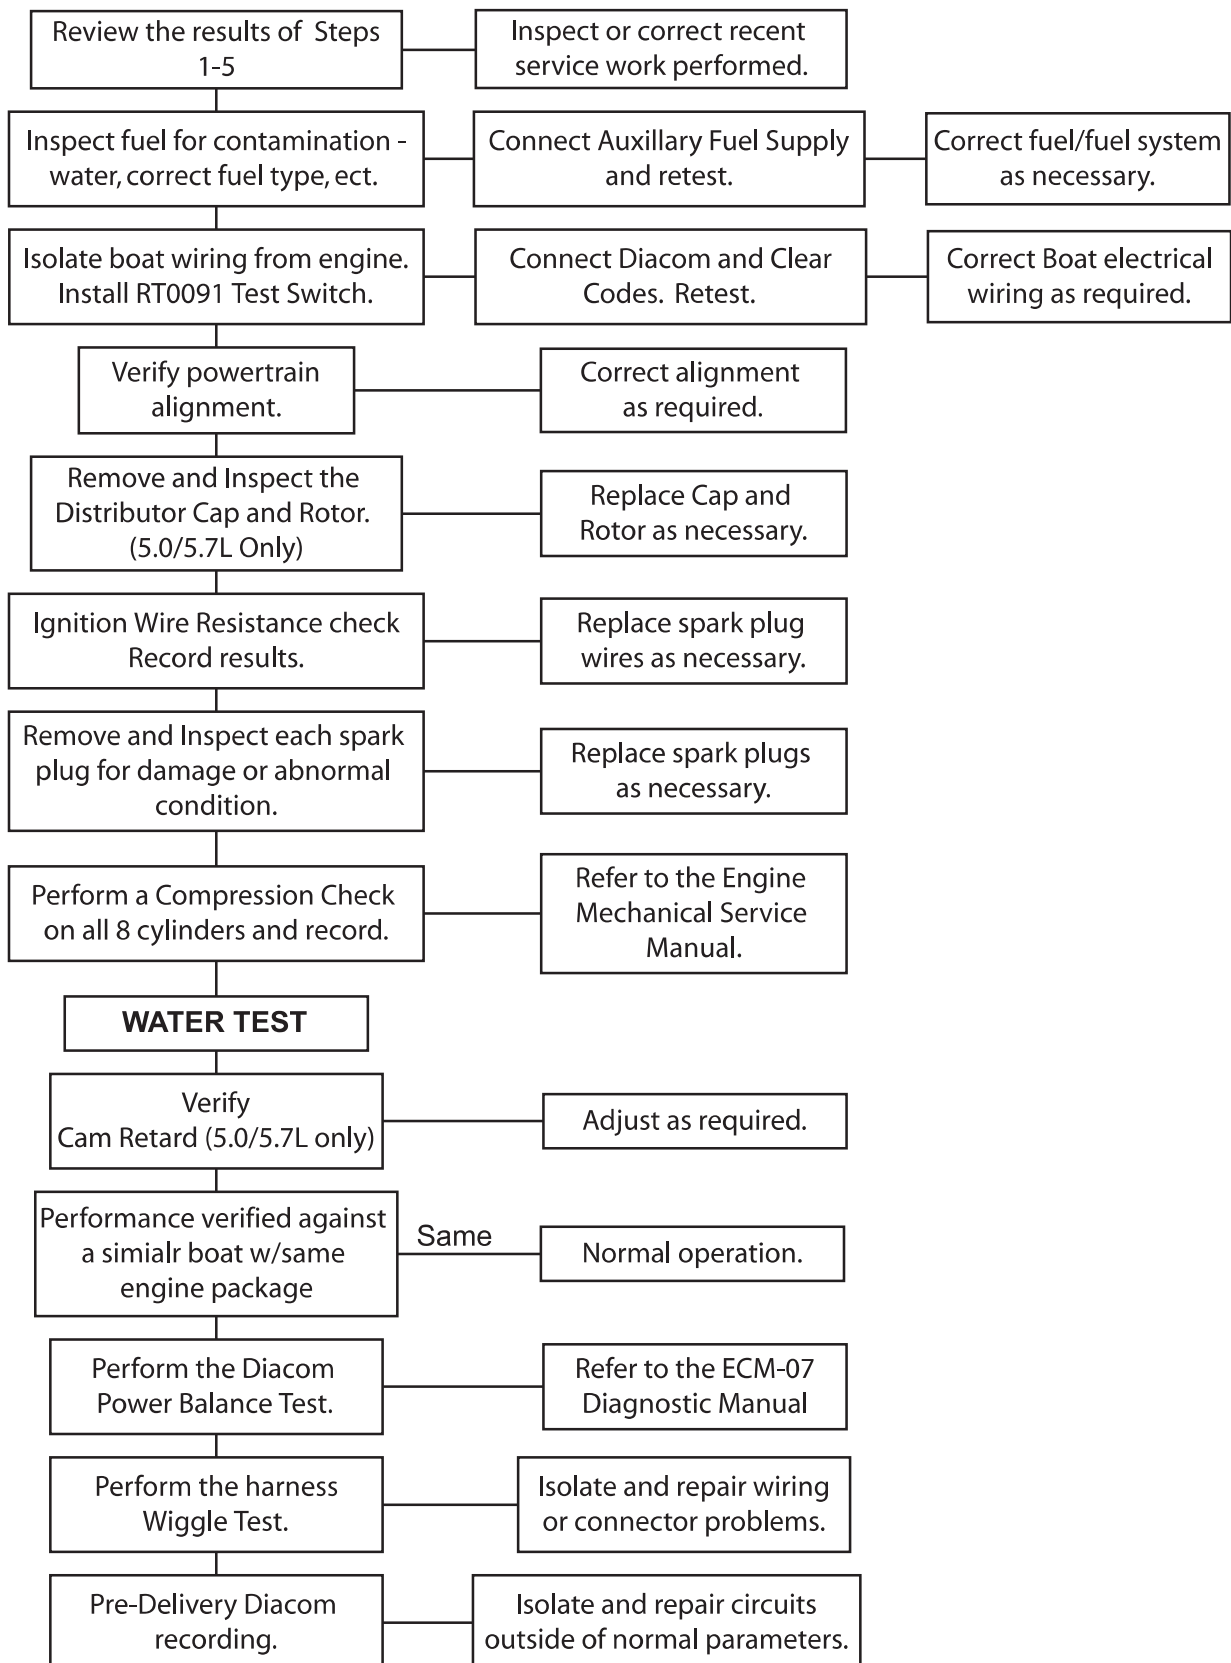 Review the results of Steps
1-5
Inspect or correct recent
service work performed.
Inspect fuel for contamination -
water, correct fuel type, ect.
Connect Auxillary Fuel Supply
and retest.
Correct fuel/fuel system
as necessary.
Isolate boat wiring from engine.
Install RT0091 Test Switch.
Connect Diacom and Clear
Codes. Retest.
Correct Boat electrical
wiring as required.
Verify powertrain
alignment.
Correct alignment
as required.
Remove and Inspect the
Distributor Cap and Rotor.
(5.0/5.7L Only)
Replace Cap and
Rotor as necessary.
Ignition Wire Resistance check
Record results.
Replace spark plug
wires as necessary.
Remove and Inspect each spark
plug for damage or abnormal
condition.
Replace spark plugs
as necessary.
Perform a Compression Check
on all 8 cylinders and record.
Refer to the Engine
Mechanical Service
Manual.
WATER TEST
Verify
Cam Retard (5.0/5.7L only)
Adjust as required.
Performance verified against
a simialr boat w/same
engine package
Same
Normal operation.
Perform the Diacom
Power Balance Test.
Refer to the ECM-07
Diagnostic Manual
Perform the harness
Wiggle Test.
Isolate and repair wiring
or connector problems.
Pre-Delivery Diacom
recording.
Isolate and repair circuits
outside of normal parameters.